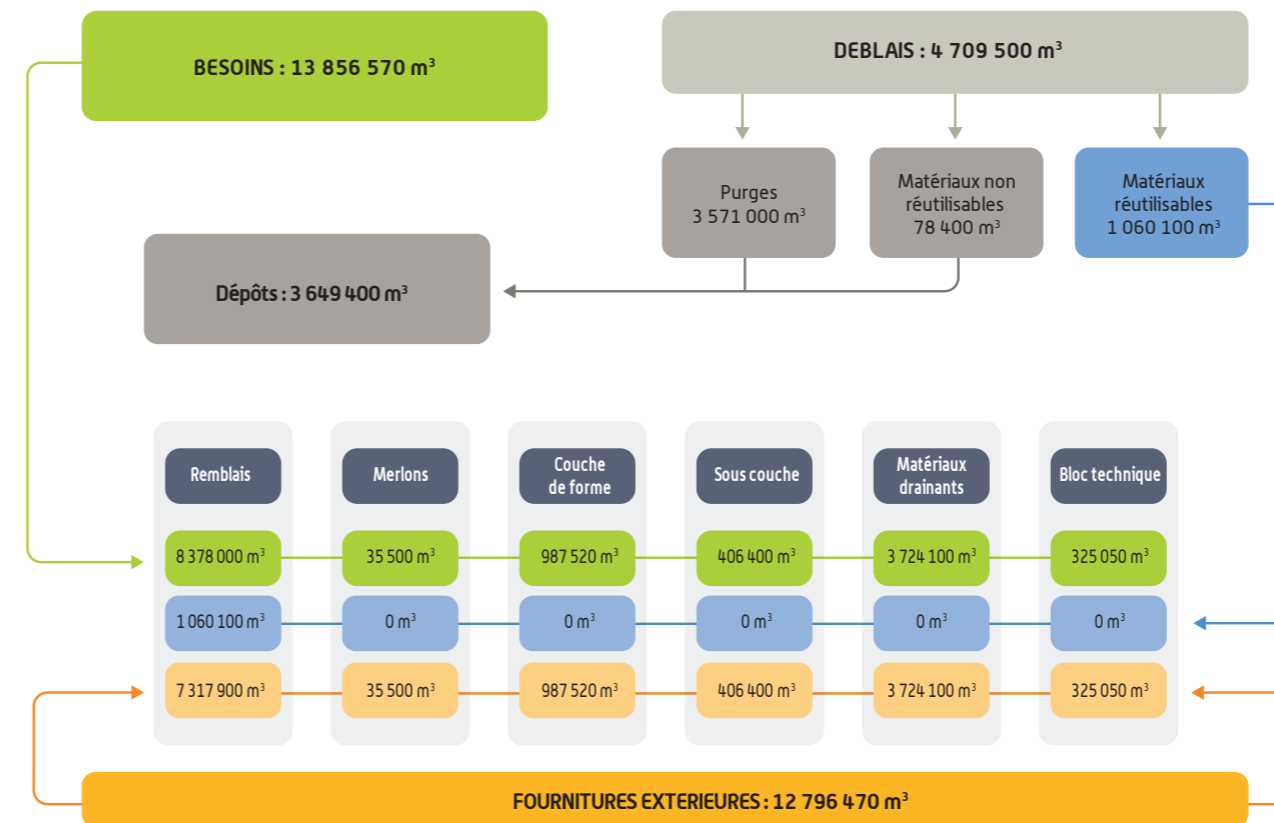 BESOINS : 13 856 570 m³
DEBLAIS : 4 709 500 m³
Purges
3 571 000 m³
Matériaux non
réutilisables
78 400 m³
Matériaux
réutilisables
1 060 100 m³
Dépôts : 3 649 400 m³
Remblais
Merlons
Couche
de forme
Sous couche
Matériaux
drainants
Bloc technique
8 378 000 m³
35 500 m³
987 520 m³
406 400 m³
3 724 100 m³
325 050 m³
1 060 100 m³
0 m³
0 m³
0 m³
0 m³
0 m³
7 317 900 m³
35 500 m³
987 520 m³
406 400 m³
3 724 100 m³
325 050 m³
FOURNITURES EXTERIEURES : 12 796 470 m³